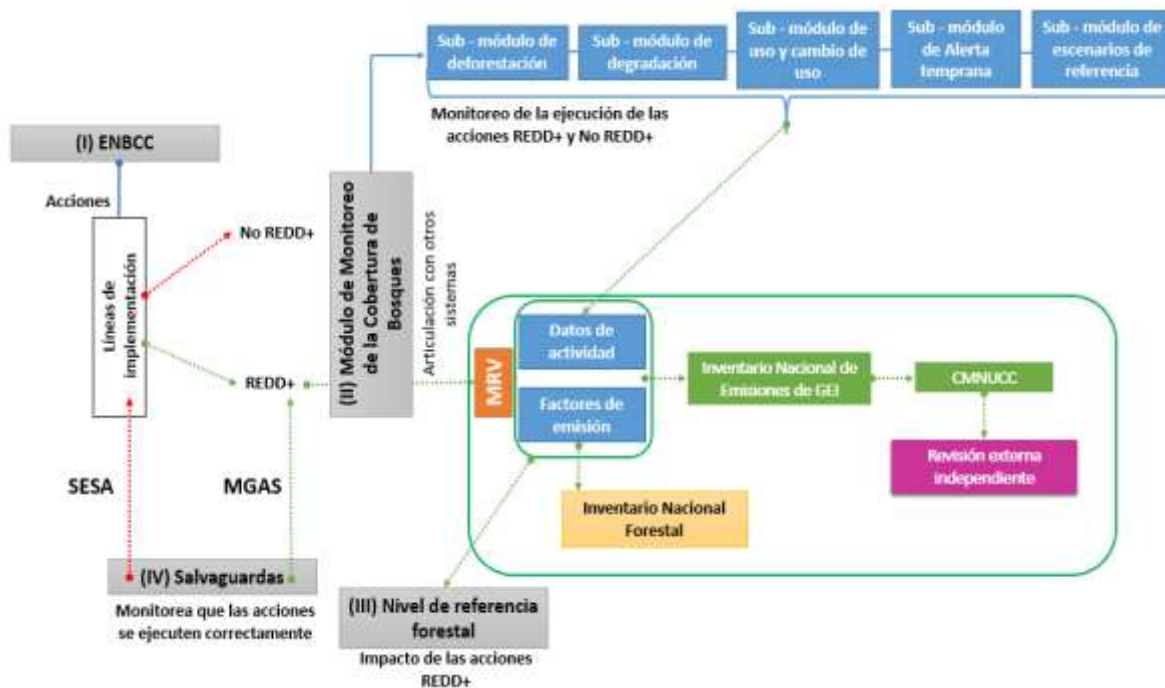 Sub - módulo de
deforestación
Sub - módulo de
degradación
Sub - módulo de
uso y cambio de
uso
Sub - módulo
de Alerta
temprana
Sub - módulo de
escenarios de
referencia
Monitoreo de la ejecución de las
acciones REDD+ y No REDD+
(I) ENBCC
Acciones
Líneas de
implementación
No REDD+
REDD+
(II) Módulo de Monitoreo
de la Cobertura de
Bosques
Articulación con otros
sistemas
MRV
Datos de
actividad
Factores de
emisión
Inventario Nacional de
Emisiones de GEI
CMNUCC
Revisión externa
independiente
Inventario Nacional
Forestal
SESA
MGAS
(IV) Salvaguardas
Monitorea que las acciones
se ejecuten correctamente
(III) Nivel de referencia
forestal
Impacto de las acciones
REDD+